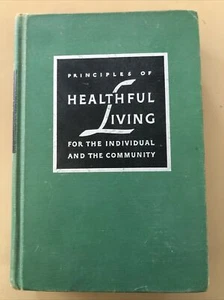 PRINCIPLES OF
HEALTHFUL
LIVING
FOR THE INDIVIDUAL
AND THE COMMUNITY